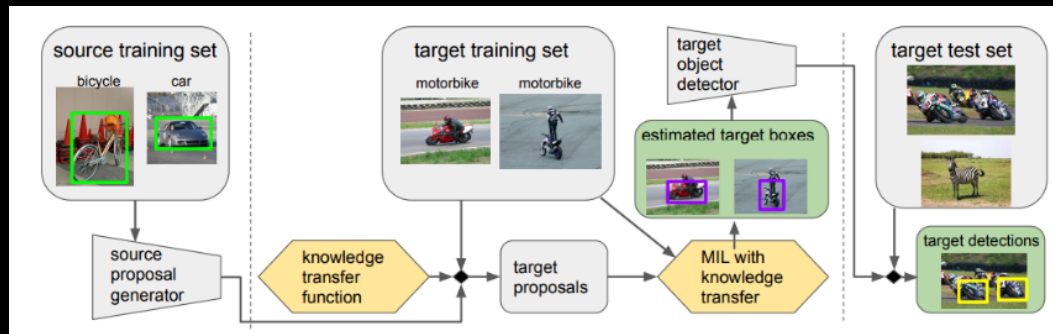 source training set
bicycle
car
source
proposal
generator
target training set
motorbike
motorbike
knowledge
transfer
function
target
proposals
MIL with
knowledge
transfer
estimated target boxes
target
object
detector
target test set
target detections